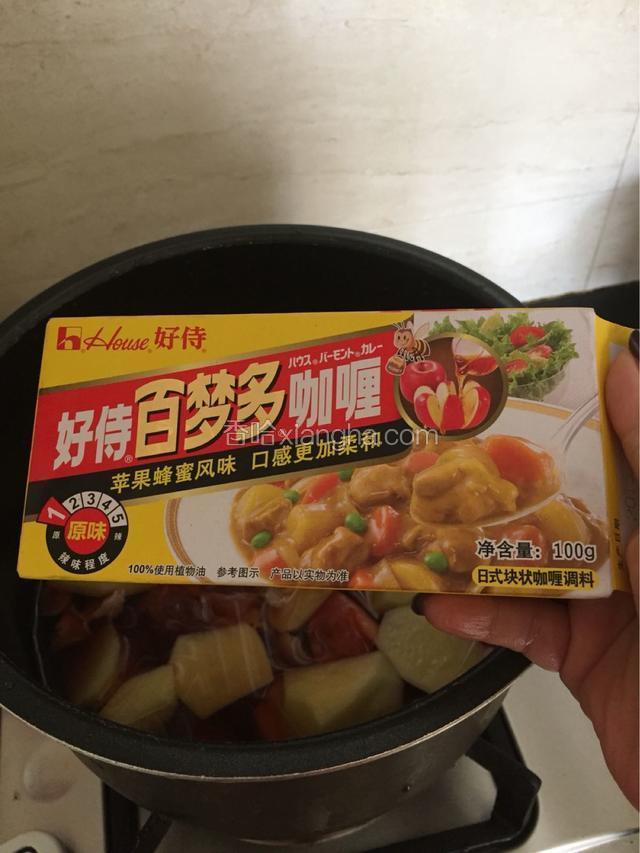 House 好侍
ハウス バーモント カレー
好侍百梦多咖喱
苹果蜂蜜风味 口感更加柔和
香哈xiangha.com
1 2 3 4 5
原 辣
原味
辣味程度
100%使用植物油 参考图示 产品以实物为准
净含量：100g
日式块状咖喱调料